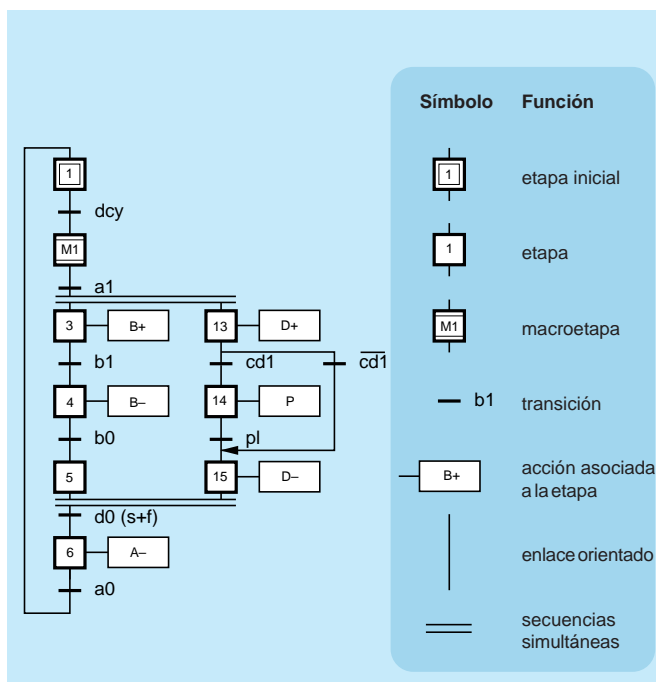 1
dcy
M1
a1
3 B+ 13 D+
b1 cd1 c̅d̅1̅
4 B– 14 P
b0 pl
5 15 D–
d0 (s+f)
6 A–
a0
Símbolo Función
1 etapa inicial
1 etapa
M1 macroetapa
b1 transición
B+ acción asociada
a la etapa
enlace orientado
secuencias
simultáneas